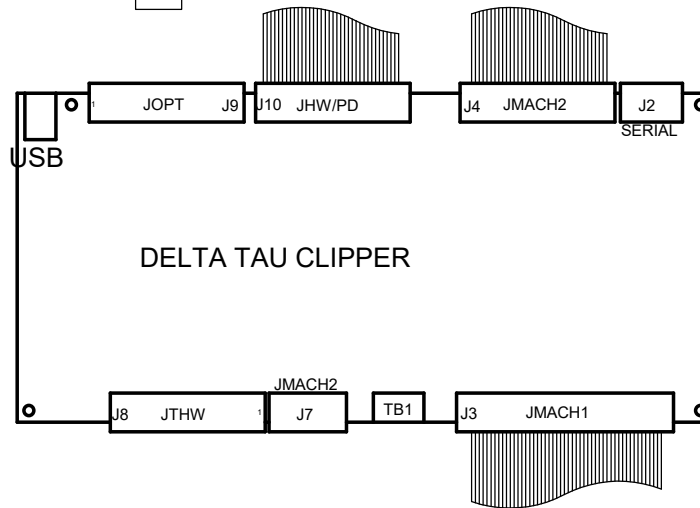 1 JOPT J9
J10 JHW/PD
J4 JMACH2
J2
SERIAL
USB
DELTA TAU CLIPPER
JMACH2
J8 JTHW 1
J7
TB1
J3 JMACH1